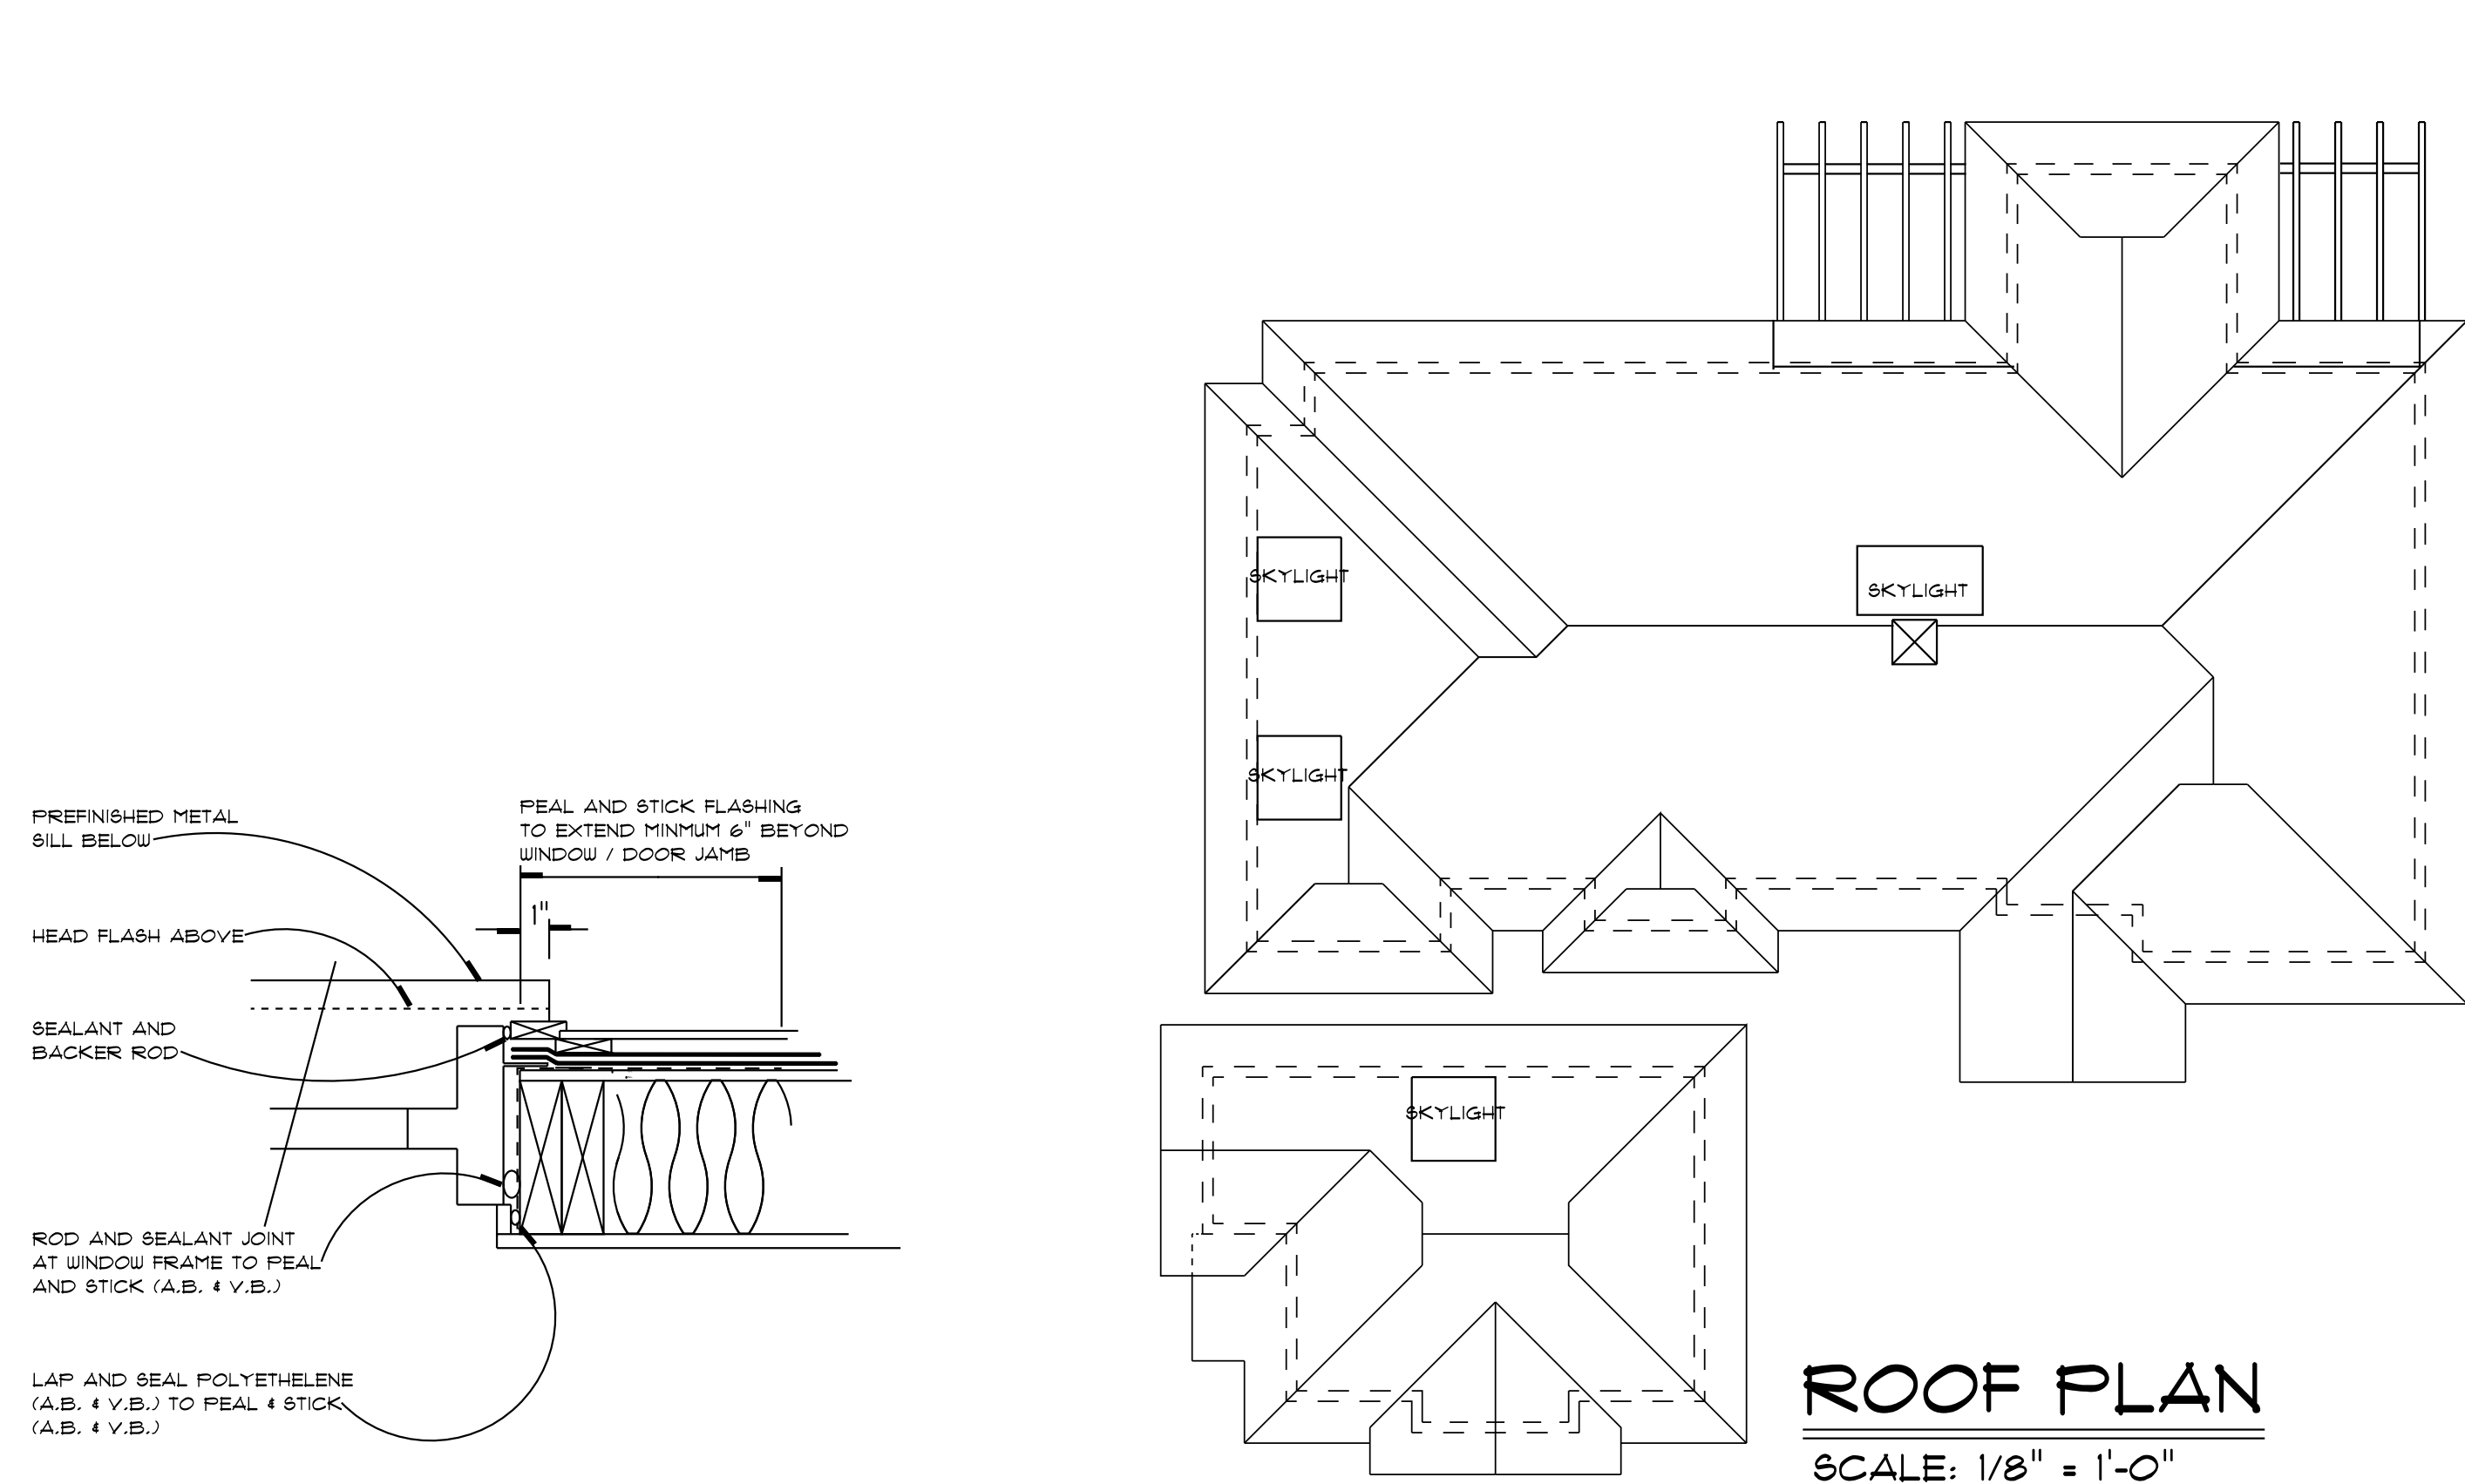 PREFINISHED METAL
SILL BELOW
PEAL AND STICK FLASHING
TO EXTEND MINMUM 6" BEYOND
WINDOW / DOOR JAMB
1"
HEAD FLASH ABOVE
SEALANT AND
BACKER ROD
ROD AND SEALANT JOINT
AT WINDOW FRAME TO PEAL
AND STICK (A.B. & V.B.)
LAP AND SEAL POLYETHELENE
(A.B. & V.B.) TO PEAL & STICK
(A.B. & V.B.)
SKYLIGHT
SKYLIGHT
SKYLIGHT
SKYLIGHT
ROOF PLAN
SCALE: 1/8" = 1'-0"